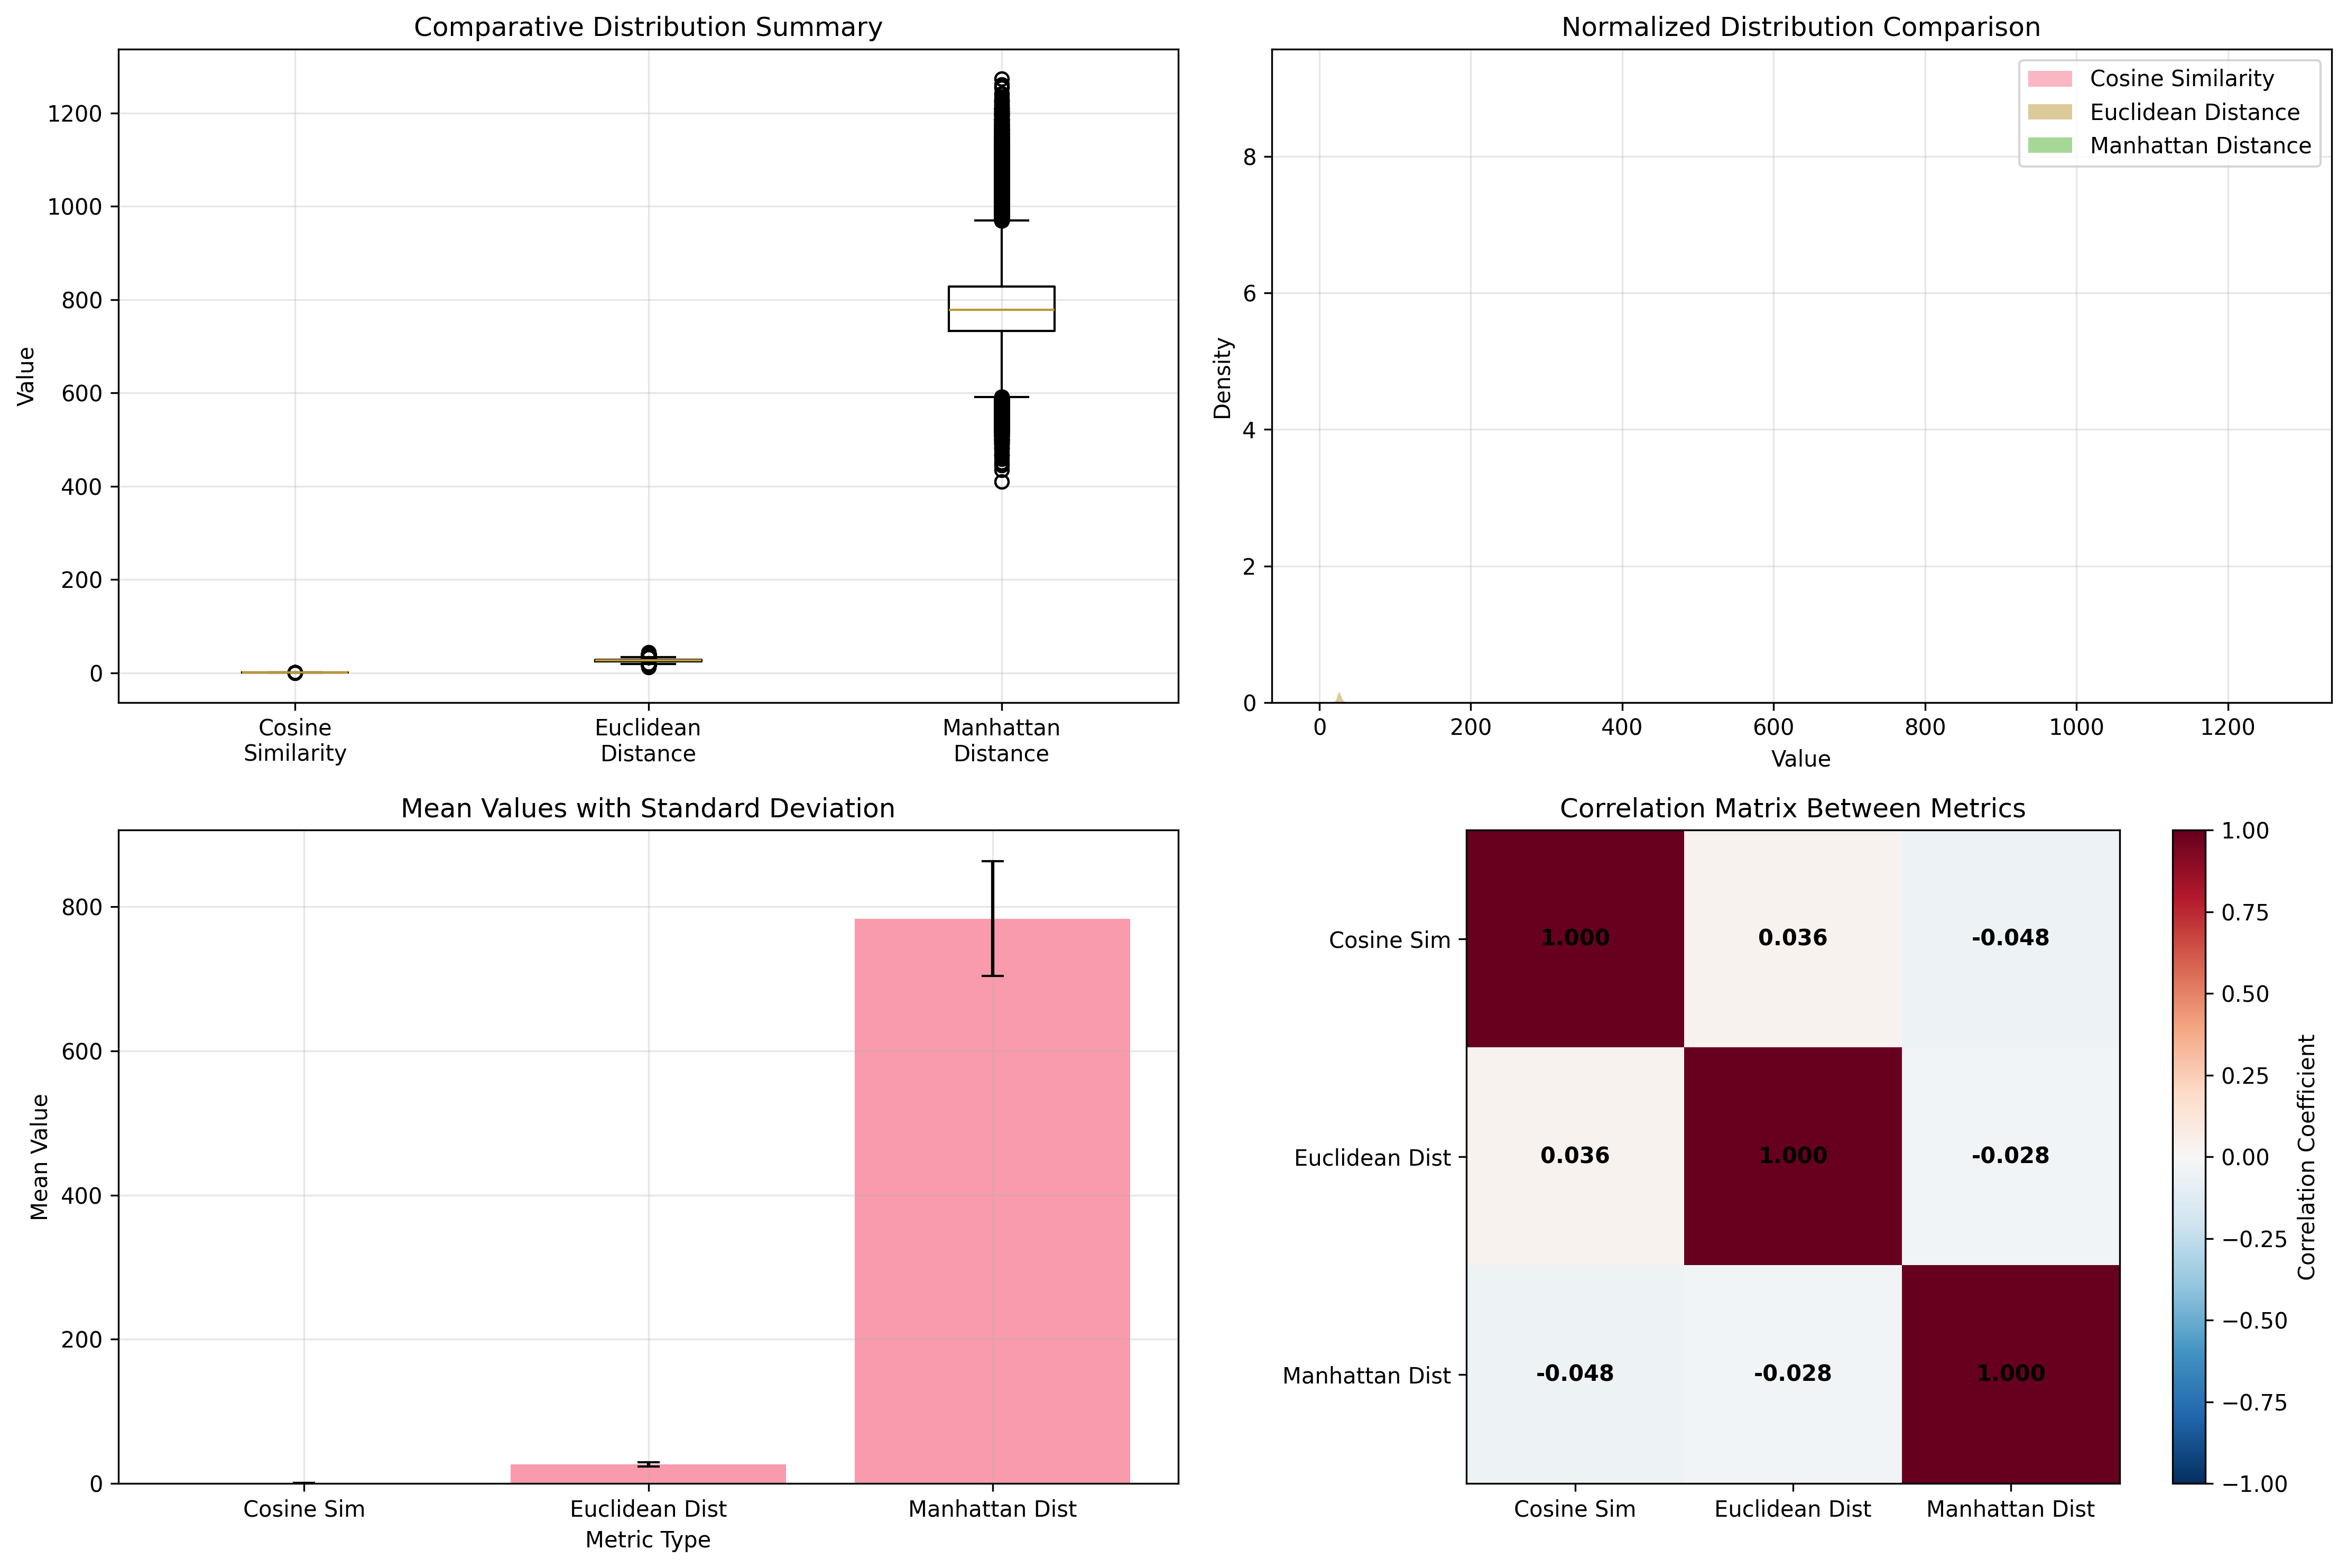 Comparative Distribution Summary
Value
1200
1000
800
600
400
200
0
Cosine
Similarity
Euclidean
Distance
Manhattan
Distance
Normalized Distribution Comparison
Cosine Similarity
Euclidean Distance
Manhattan Distance
Density
8
6
4
2
0
0 200 400 600 800 1000 1200
Value
Mean Values with Standard Deviation
Mean Value
800
600
400
200
0
Cosine Sim Euclidean Dist Manhattan Dist
Metric Type
Correlation Matrix Between Metrics
Cosine Sim 1.000 0.036 -0.048
Euclidean Dist 0.036 1.000 -0.028
Manhattan Dist -0.048 -0.028 1.000
Cosine Sim Euclidean Dist Manhattan Dist
1.00
0.75
0.50
0.25
0.00
−0.25
−0.50
−0.75
−1.00
Correlation Coefficient